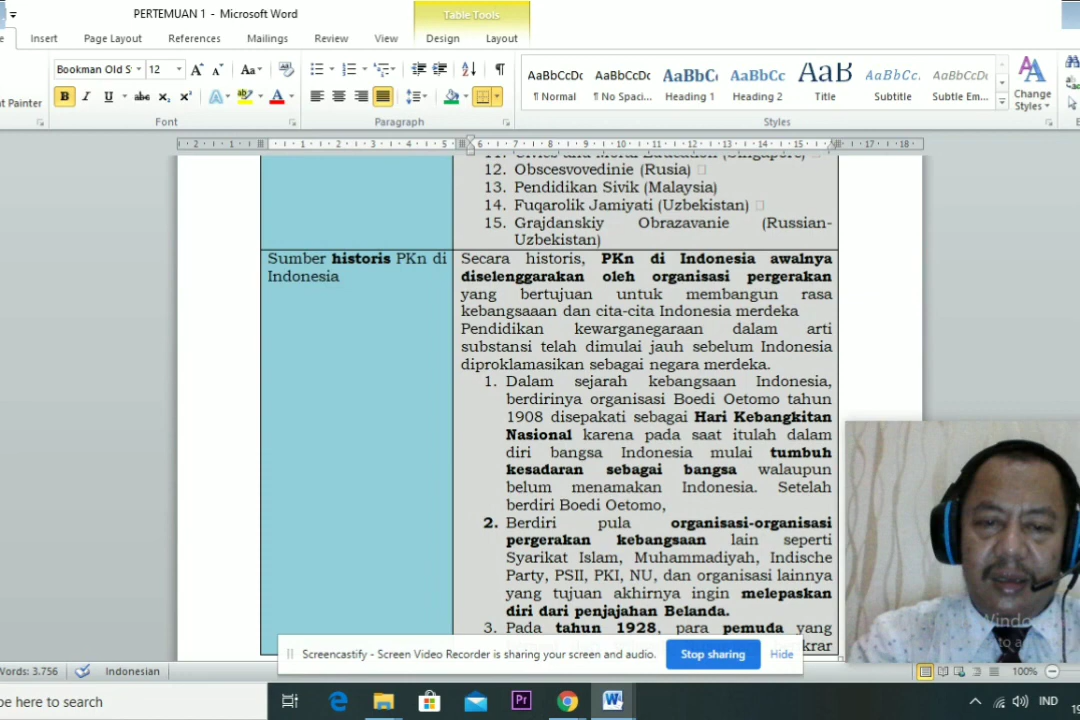 PERTEMUAN 1 - Microsoft Word
Table Tools
Insert Page Layout References Mailings Review View Design Layout
Bookman Old S 12
Painter
B I U abc
Font Paragraph Styles
AaBbCcDc AaBbCcDc AaBbC AaBbCc AaB AaBbCc. AaBbCcDc
¶ Normal ¶ No Spaci... Heading 1 Heading 2 Title Subtitle Subtle Em...
Change
Styles
12. Obscesvovedinie (Rusia)
13. Pendidikan Sivik (Malaysia)
14. Fuqarolik Jamiyati (Uzbekistan)
15. Grajdanskiy Obrazavanie (Russian-
Uzbekistan)
Sumber historis PKn di
Indonesia
Secara historis, PKn di Indonesia awalnya
diselenggarakan oleh organisasi pergerakan
yang bertujuan untuk membangun rasa
kebangsaaan dan cita-cita Indonesia merdeka
Pendidikan kewarganegaraan dalam arti
substansi telah dimulai jauh sebelum Indonesia
diproklamasikan sebagai negara merdeka.
1. Dalam sejarah kebangsaan Indonesia,
berdirinya organisasi Boedi Oetomo tahun
1908 disepakati sebagai Hari Kebangkitan
Nasional karena pada saat itulah dalam
diri bangsa Indonesia mulai tumbuh
kesadaran sebagai bangsa walaupun
belum menamakan Indonesia. Setelah
berdiri Boedi Oetomo,
2. Berdiri pula organisasi-organisasi
pergerakan kebangsaan lain seperti
Syarikat Islam, Muhammadiyah, Indische
Party, PSII, PKI, NU, dan organisasi lainnya
yang tujuan akhirnya ingin melepaskan
diri dari penjajahan Belanda.
3. Pada tahun 1928, para pemuda yang
Screencastify - Screen Video Recorder is sharing your screen and audio. Stop sharing Hide
Words: 3.756 Indonesian 100%
here to search
IND